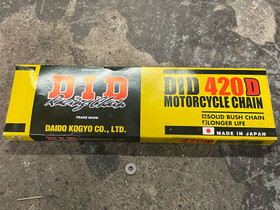 D.I.D
Racing Chain
TRADE MARK
DAIDO KOGYO CO., LTD.
DID 420D
MOTORCYCLE CHAIN
SOLID BUSH CHAIN
LONGER LIFE
MADE IN JAPAN